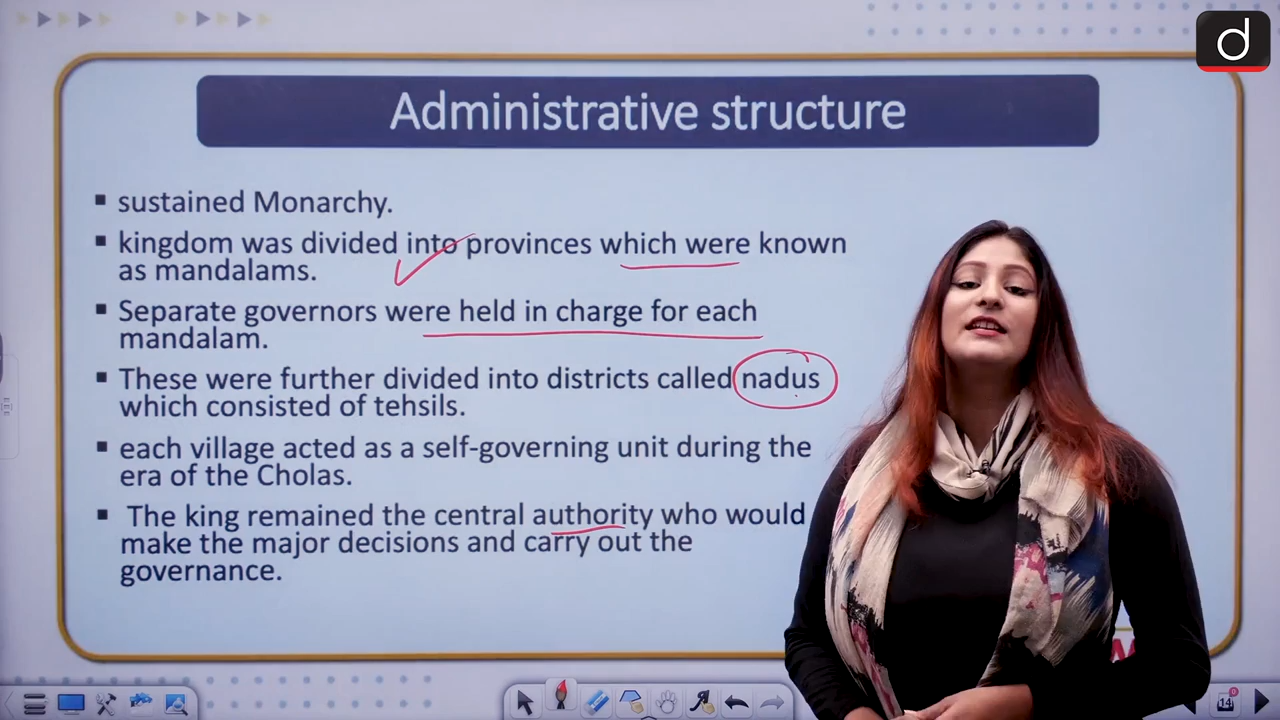 d
Administrative structure
▪ sustained Monarchy.
▪ kingdom was divided into provinces which were known
as mandalams.
▪ Separate governors were held in charge for each
mandalam.
▪ These were further divided into districts called nadus
which consisted of tehsils.
▪ each village acted as a self-governing unit during the
era of the Cholas.
▪ The king remained the central authority who would
make the major decisions and carry out the
governance.
14